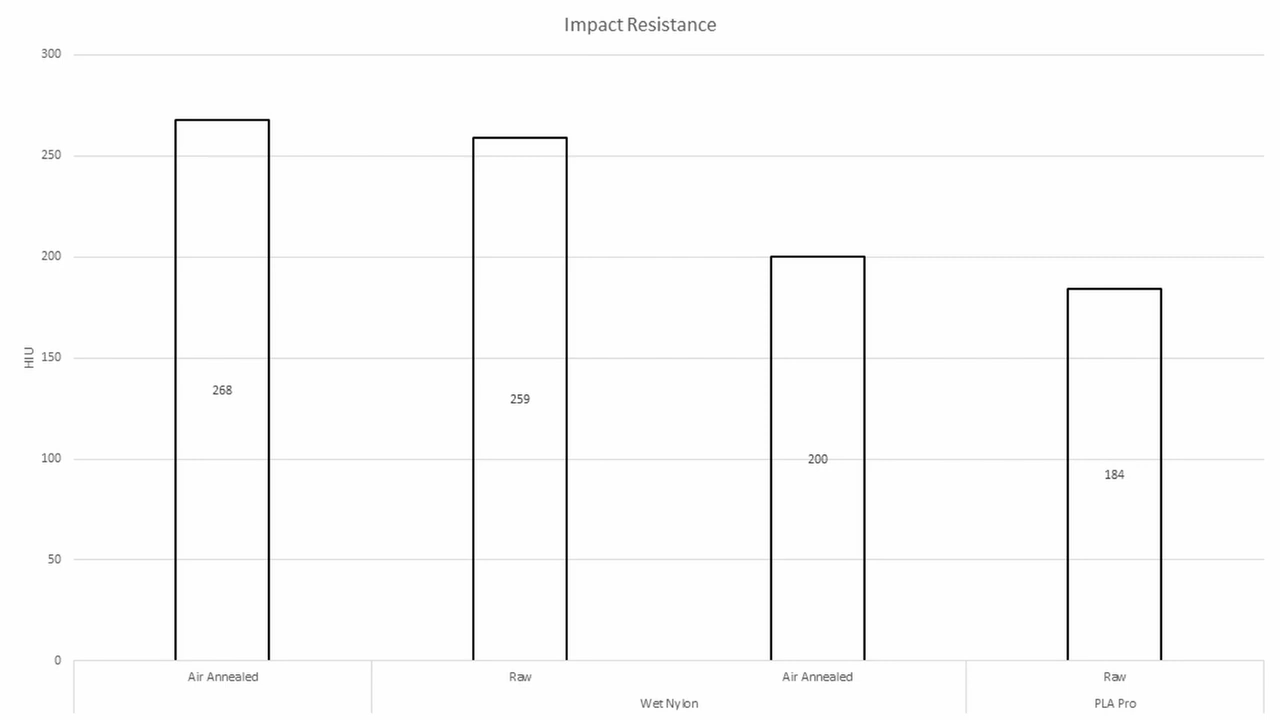 Impact Resistance
300
250
200
150
100
50
0
HIU
268
259
200
184
Air Annealed
Raw
Air Annealed
Raw
Wet Nylon
PLA Pro